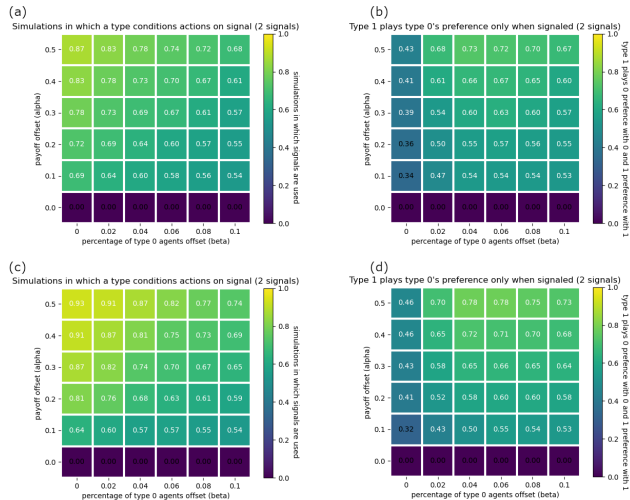 (a)
Simulations in which a type conditions actions on signal (2 signals)
0.5 0.87 0.83 0.78 0.74 0.72 0.68
0.4 0.83 0.78 0.73 0.70 0.67 0.61
0.3 0.78 0.73 0.69 0.67 0.61 0.57
0.2 0.72 0.69 0.64 0.60 0.57 0.55
0.1 0.69 0.64 0.60 0.58 0.56 0.54
0.0 0.00 0.00 0.00 0.00 0.00 0.00
0 0.02 0.04 0.06 0.08 0.1
percentage of type 0 agents offset (beta)
payoff offset (alpha)
1.0
0.8
0.6
0.4
0.2
0.0
simulations in which signals are used
(b)
Type 1 plays type 0's preference only when signaled (2 signals)
0.5 0.43 0.68 0.73 0.72 0.70 0.67
0.4 0.41 0.61 0.66 0.67 0.65 0.60
0.3 0.39 0.54 0.60 0.63 0.60 0.57
0.2 0.36 0.50 0.55 0.57 0.56 0.55
0.1 0.34 0.47 0.54 0.54 0.54 0.53
0.0 0.00 0.00 0.00 0.00 0.00 0.00
0 0.02 0.04 0.06 0.08 0.1
percentage of type 0 agents offset (beta)
payoff offset (alpha)
1.0
0.8
0.6
0.4
0.2
0.0
type 1 plays 0 prefence with 0 and 1 preference with 1
(c)
Simulations in which a type conditions actions on signal (2 signals)
0.5 0.93 0.91 0.87 0.82 0.77 0.74
0.4 0.91 0.87 0.81 0.75 0.73 0.69
0.3 0.87 0.82 0.74 0.70 0.67 0.65
0.2 0.81 0.76 0.68 0.63 0.61 0.59
0.1 0.64 0.60 0.57 0.57 0.55 0.54
0.0 0.00 0.00 0.00 0.00 0.00 0.00
0 0.02 0.04 0.06 0.08 0.1
percentage of type 0 agents offset (beta)
payoff offset (alpha)
1.0
0.8
0.6
0.4
0.2
0.0
simulations in which signals are used
(d)
Type 1 plays type 0's preference only when signaled (2 signals)
0.5 0.46 0.70 0.78 0.78 0.75 0.73
0.4 0.46 0.65 0.72 0.71 0.70 0.68
0.3 0.43 0.58 0.66 0.65 0.65 0.64
0.2 0.41 0.52 0.58 0.60 0.60 0.58
0.1 0.32 0.43 0.50 0.55 0.54 0.53
0.0 0.00 0.00 0.00 0.00 0.00 0.00
0 0.02 0.04 0.06 0.08 0.1
percentage of type 0 agents offset (beta)
payoff offset (alpha)
1.0
0.8
0.6
0.4
0.2
0.0
type 1 plays 0 prefence with 0 and 1 preference with 1